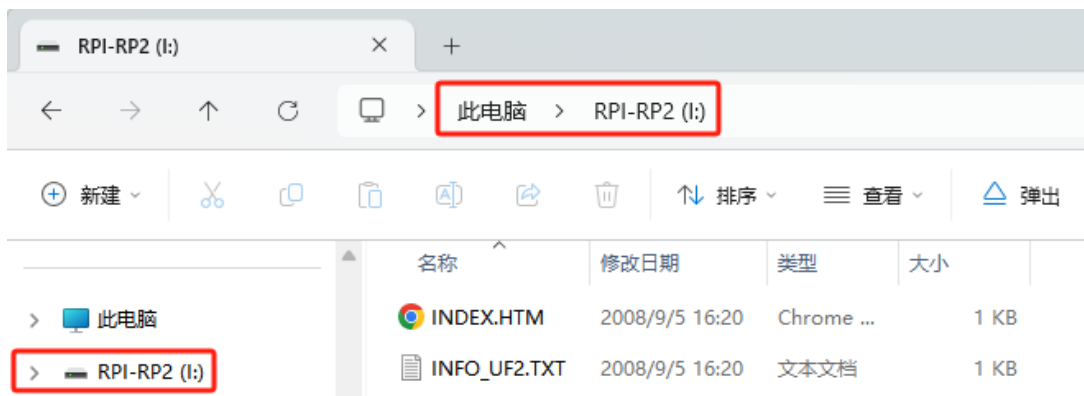 RPI-RP2 (I:)
此电脑 > RPI-RP2 (I:)
新建 排序 查看 弹出
名称 修改日期 类型 大小
此电脑
INDEX.HTM 2008/9/5 16:20 Chrome ... 1 KB
RPI-RP2 (I:)
INFO_UF2.TXT 2008/9/5 16:20 文本文档 1 KB